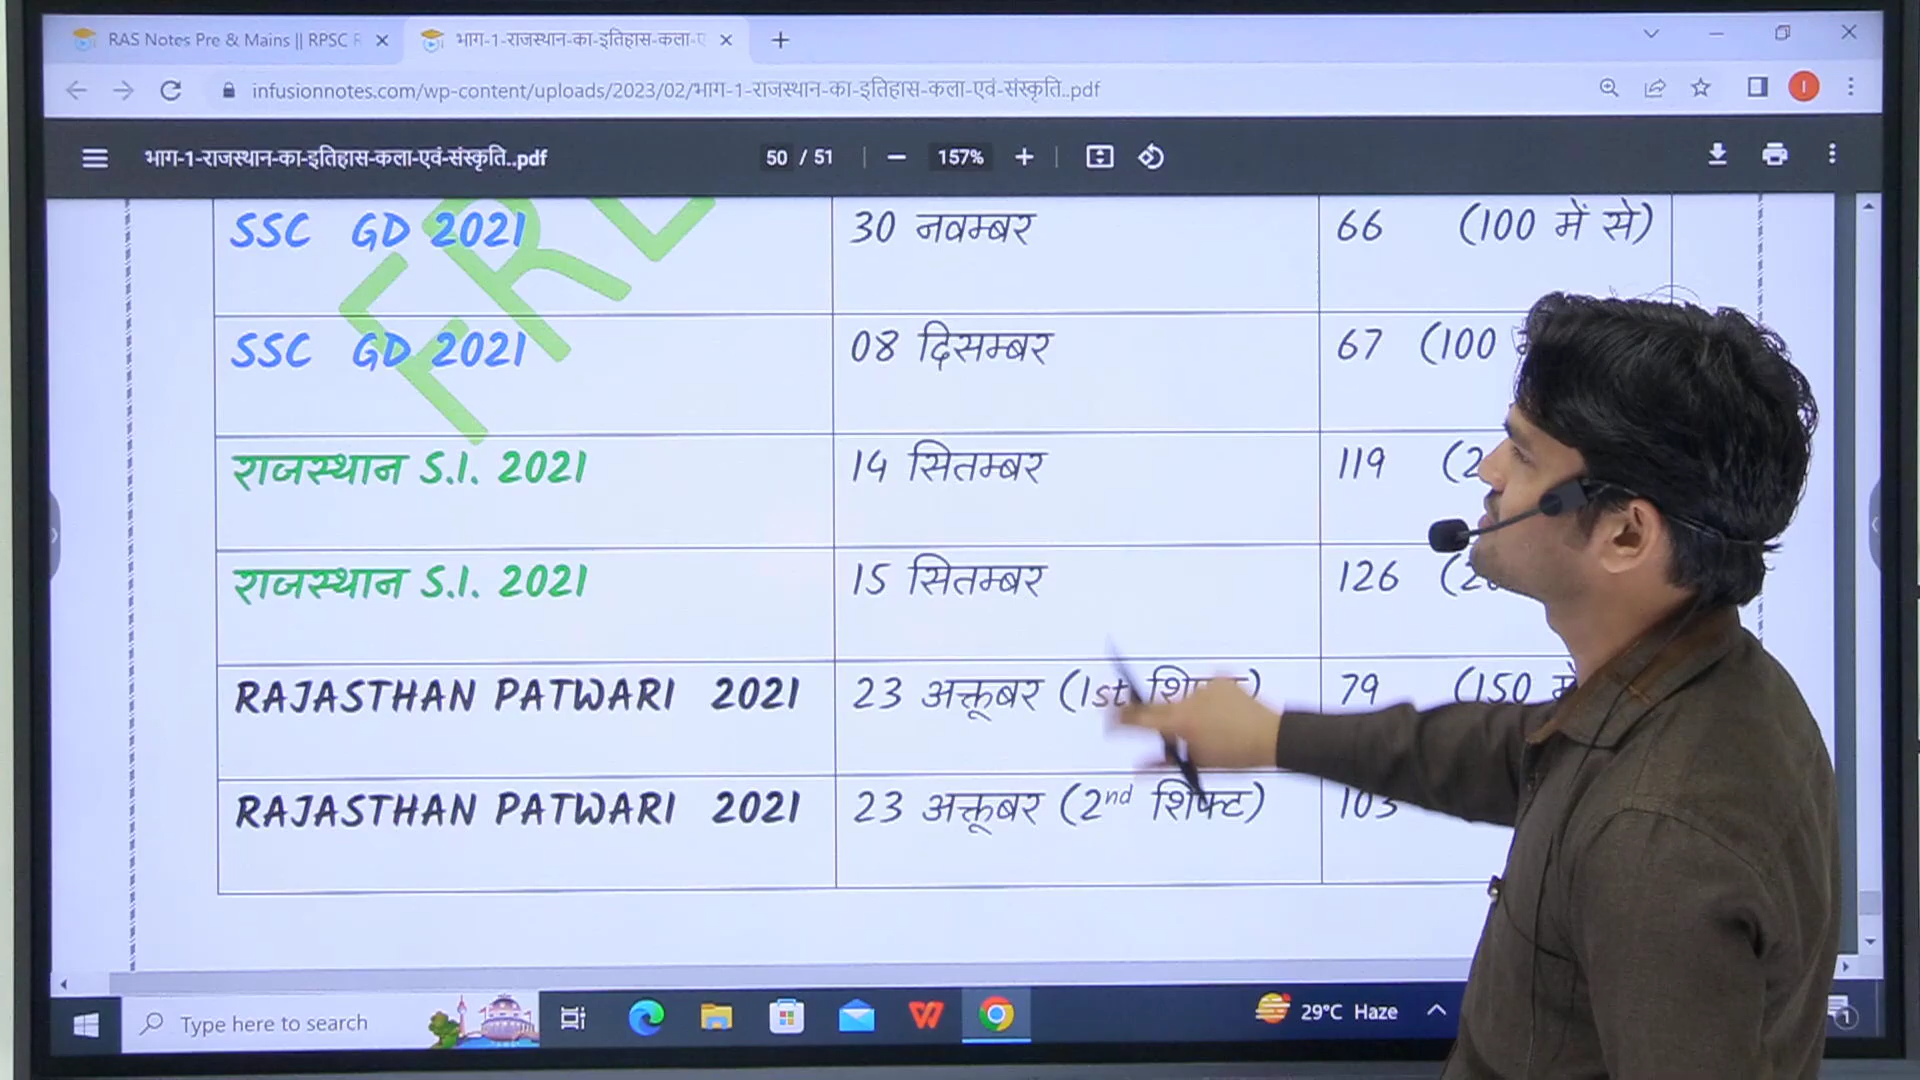 RAS Notes Pre & Mains || RPSC R
भाग-1-राजस्थान-का-इतिहास-कला-ए
infusionnotes.com/wp-content/uploads/2023/02/भाग-1-राजस्थान-का-इतिहास-कला-एवं-संस्कृति..pdf
I
भाग-1-राजस्थान-का-इतिहास-कला-एवं-संस्कृति..pdf
50 / 51
157%
SSC GD 2021 30 नवम्बर 66 (100 में से)
SSC GD 2021 08 दिसम्बर 67 (100
राजस्थान S.I. 2021 14 सितम्बर 119 (2
राजस्थान S.I. 2021 15 सितम्बर 126
RAJASTHAN PATWARI 2021 23 अक्तूबर (1st शिफ्ट) 79 (150 में
RAJASTHAN PATWARI 2021 23 अक्तूबर (2nd शिफ्ट) 103
Type here to search
29°C Haze
1